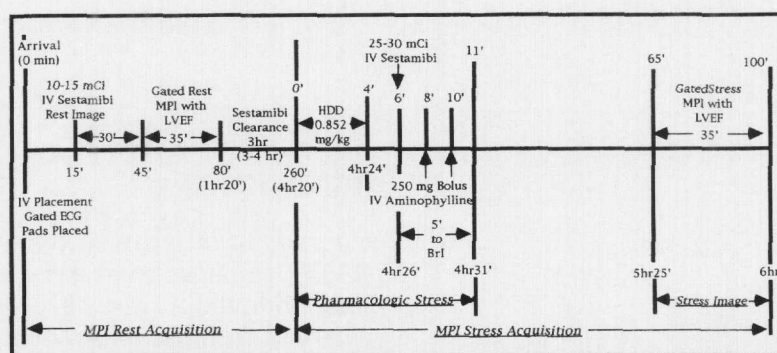 Arrival
(0 min)
10-15 mCi
IV Sestamibi
Rest Image
30'
15'
45'
Gated Rest
MPI with
LVEF
35'
80'
(1hr20')
Sestamibi
Clearance
3hr
(3-4 hr)
0'
260'
(4hr20')
HDD
0.852
mg/kg
4'
4hr24'
25-30 mCi
IV Sestamibi
6'
8'
10'
11'
250 mg Bolus
IV Aminophylline
5'
to
BrI
4hr26'
4hr31'
65'
100'
GatedStress
MPI with
LVEF
35'
IV Placement
Gated ECG
Pads Placed
5hr25'
6hr
Pharmacologic Stress
Stress Image
MPI Rest Acquisition
MPI Stress Acquisition